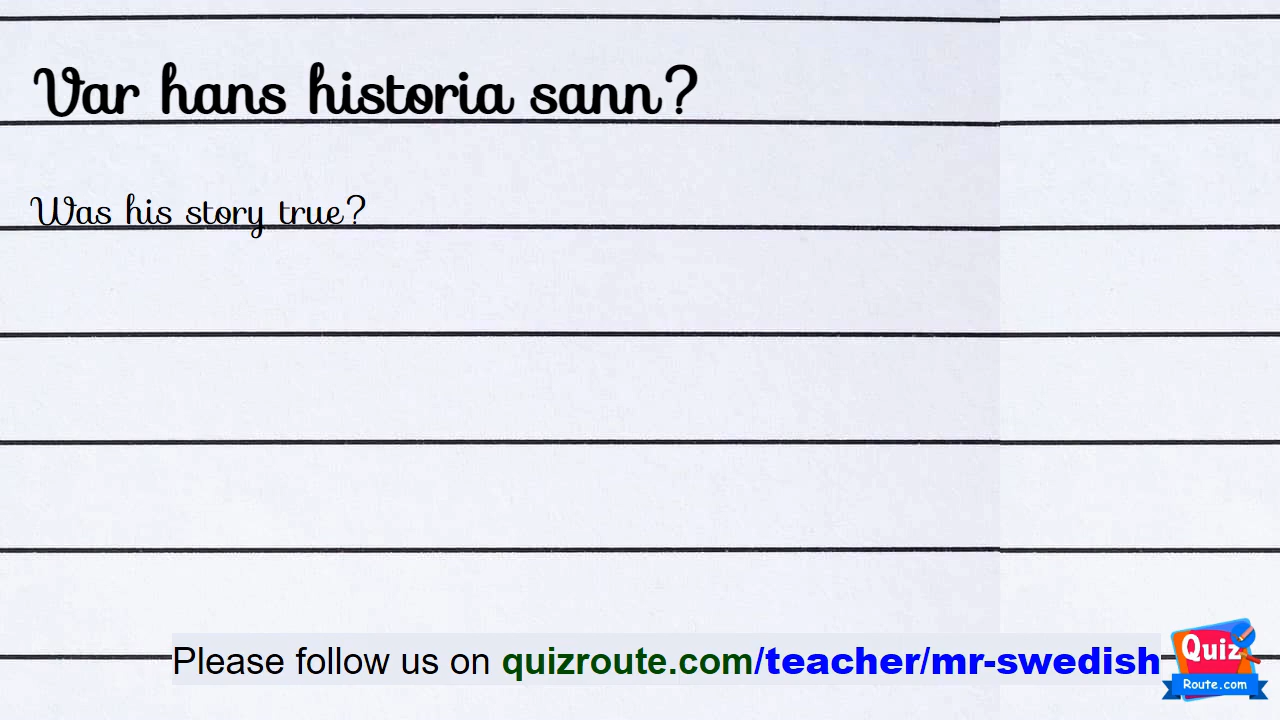 Var hans historia sann?
Was his story true?
Please follow us on quizroute.com/teacher/mr-swedish
Quiz
Route.com